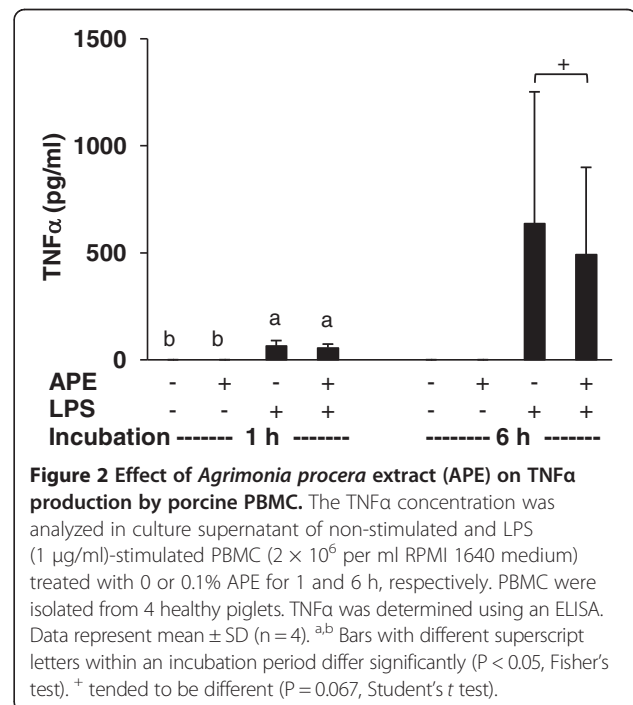 1500
+
1000
TNFα (pg/ml)
500
b b a a
0
APE - + - + - + - +
LPS - - + + - - + +
Incubation ------- 1 h ------- ------- 6 h -------
Figure 2 Effect of Agrimonia procera extract (APE) on TNFα
production by porcine PBMC. The TNFα concentration was
analyzed in culture supernatant of non-stimulated and LPS
(1 μg/ml)-stimulated PBMC (2 × 10⁶ per ml RPMI 1640 medium)
treated with 0 or 0.1% APE for 1 and 6 h, respectively. PBMC were
isolated from 4 healthy piglets. TNFα was determined using an ELISA.
Data represent mean ± SD (n = 4). ᵃ,ᵇ Bars with different superscript
letters within an incubation period differ significantly (P < 0.05, Fisher's
test). ⁺ tended to be different (P = 0.067, Student's t test).